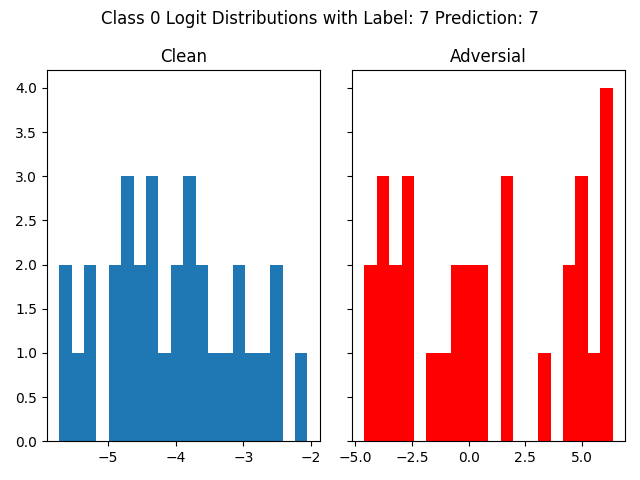 Class 0 Logit Distributions with Label: 7 Prediction: 7
Clean
Adversial
4.0
3.5
3.0
2.5
2.0
1.5
1.0
0.5
0.0
−5 −4 −3 −2
−5.0 −2.5 0.0 2.5 5.0